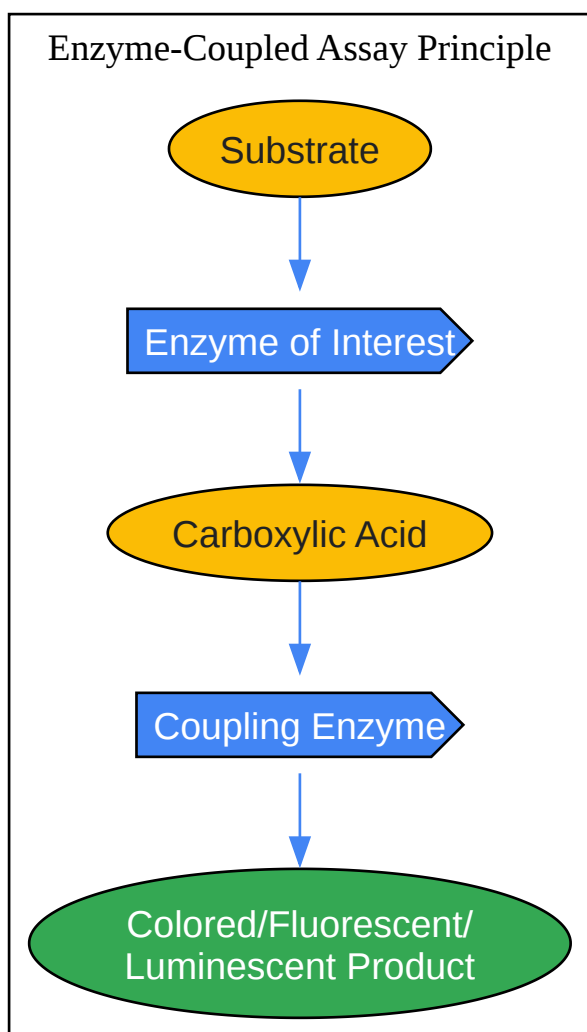 Enzyme-Coupled Assay Principle
Substrate
Enzyme of Interest
Carboxylic Acid
Coupling Enzyme
Colored/Fluorescent/
Luminescent Product